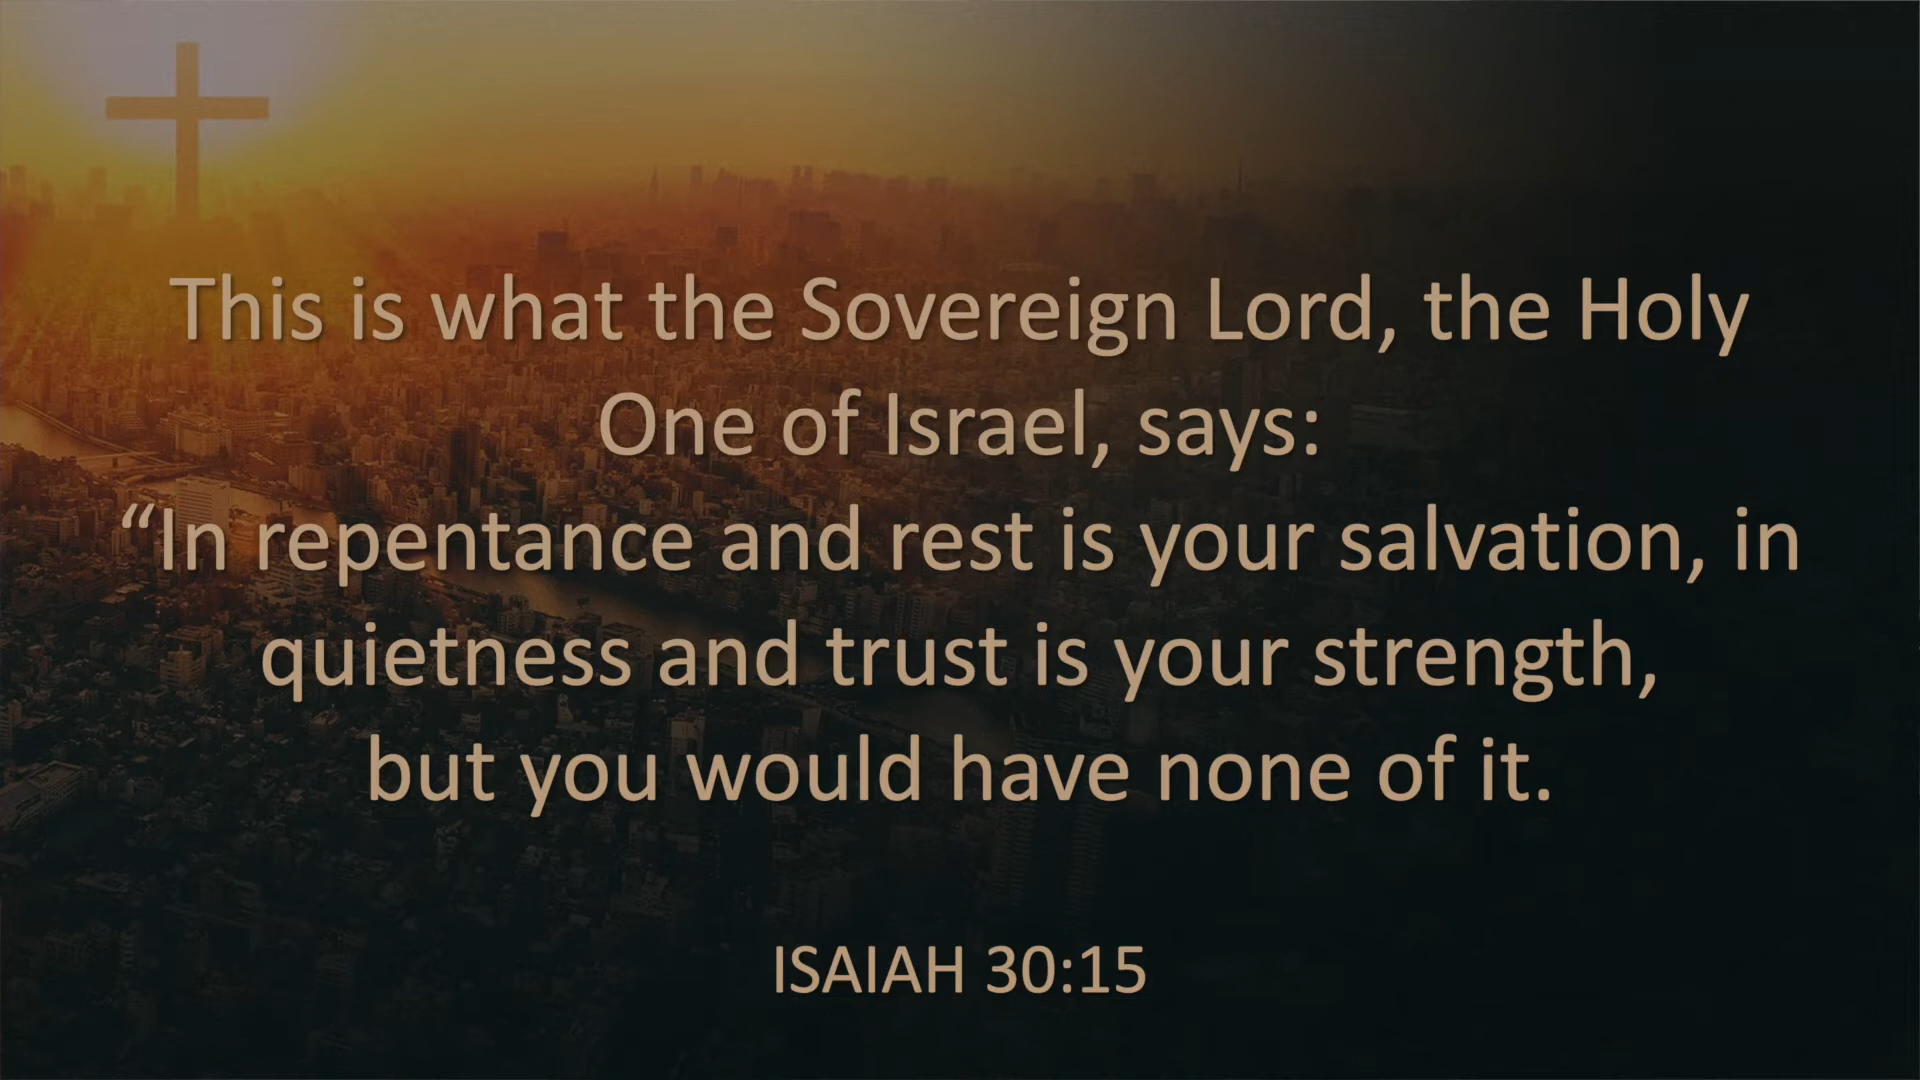 This is what the Sovereign Lord, the Holy
One of Israel, says:
“In repentance and rest is your salvation, in
quietness and trust is your strength,
but you would have none of it.
ISAIAH 30:15